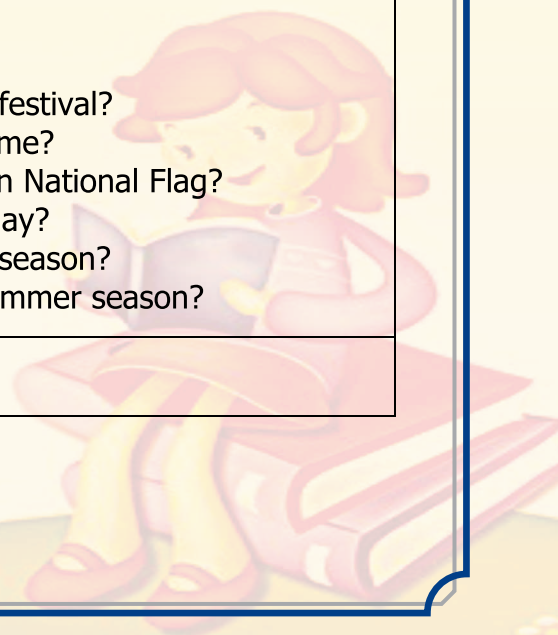 festival?
me?
n National Flag?
ay?
season?
mmer season?